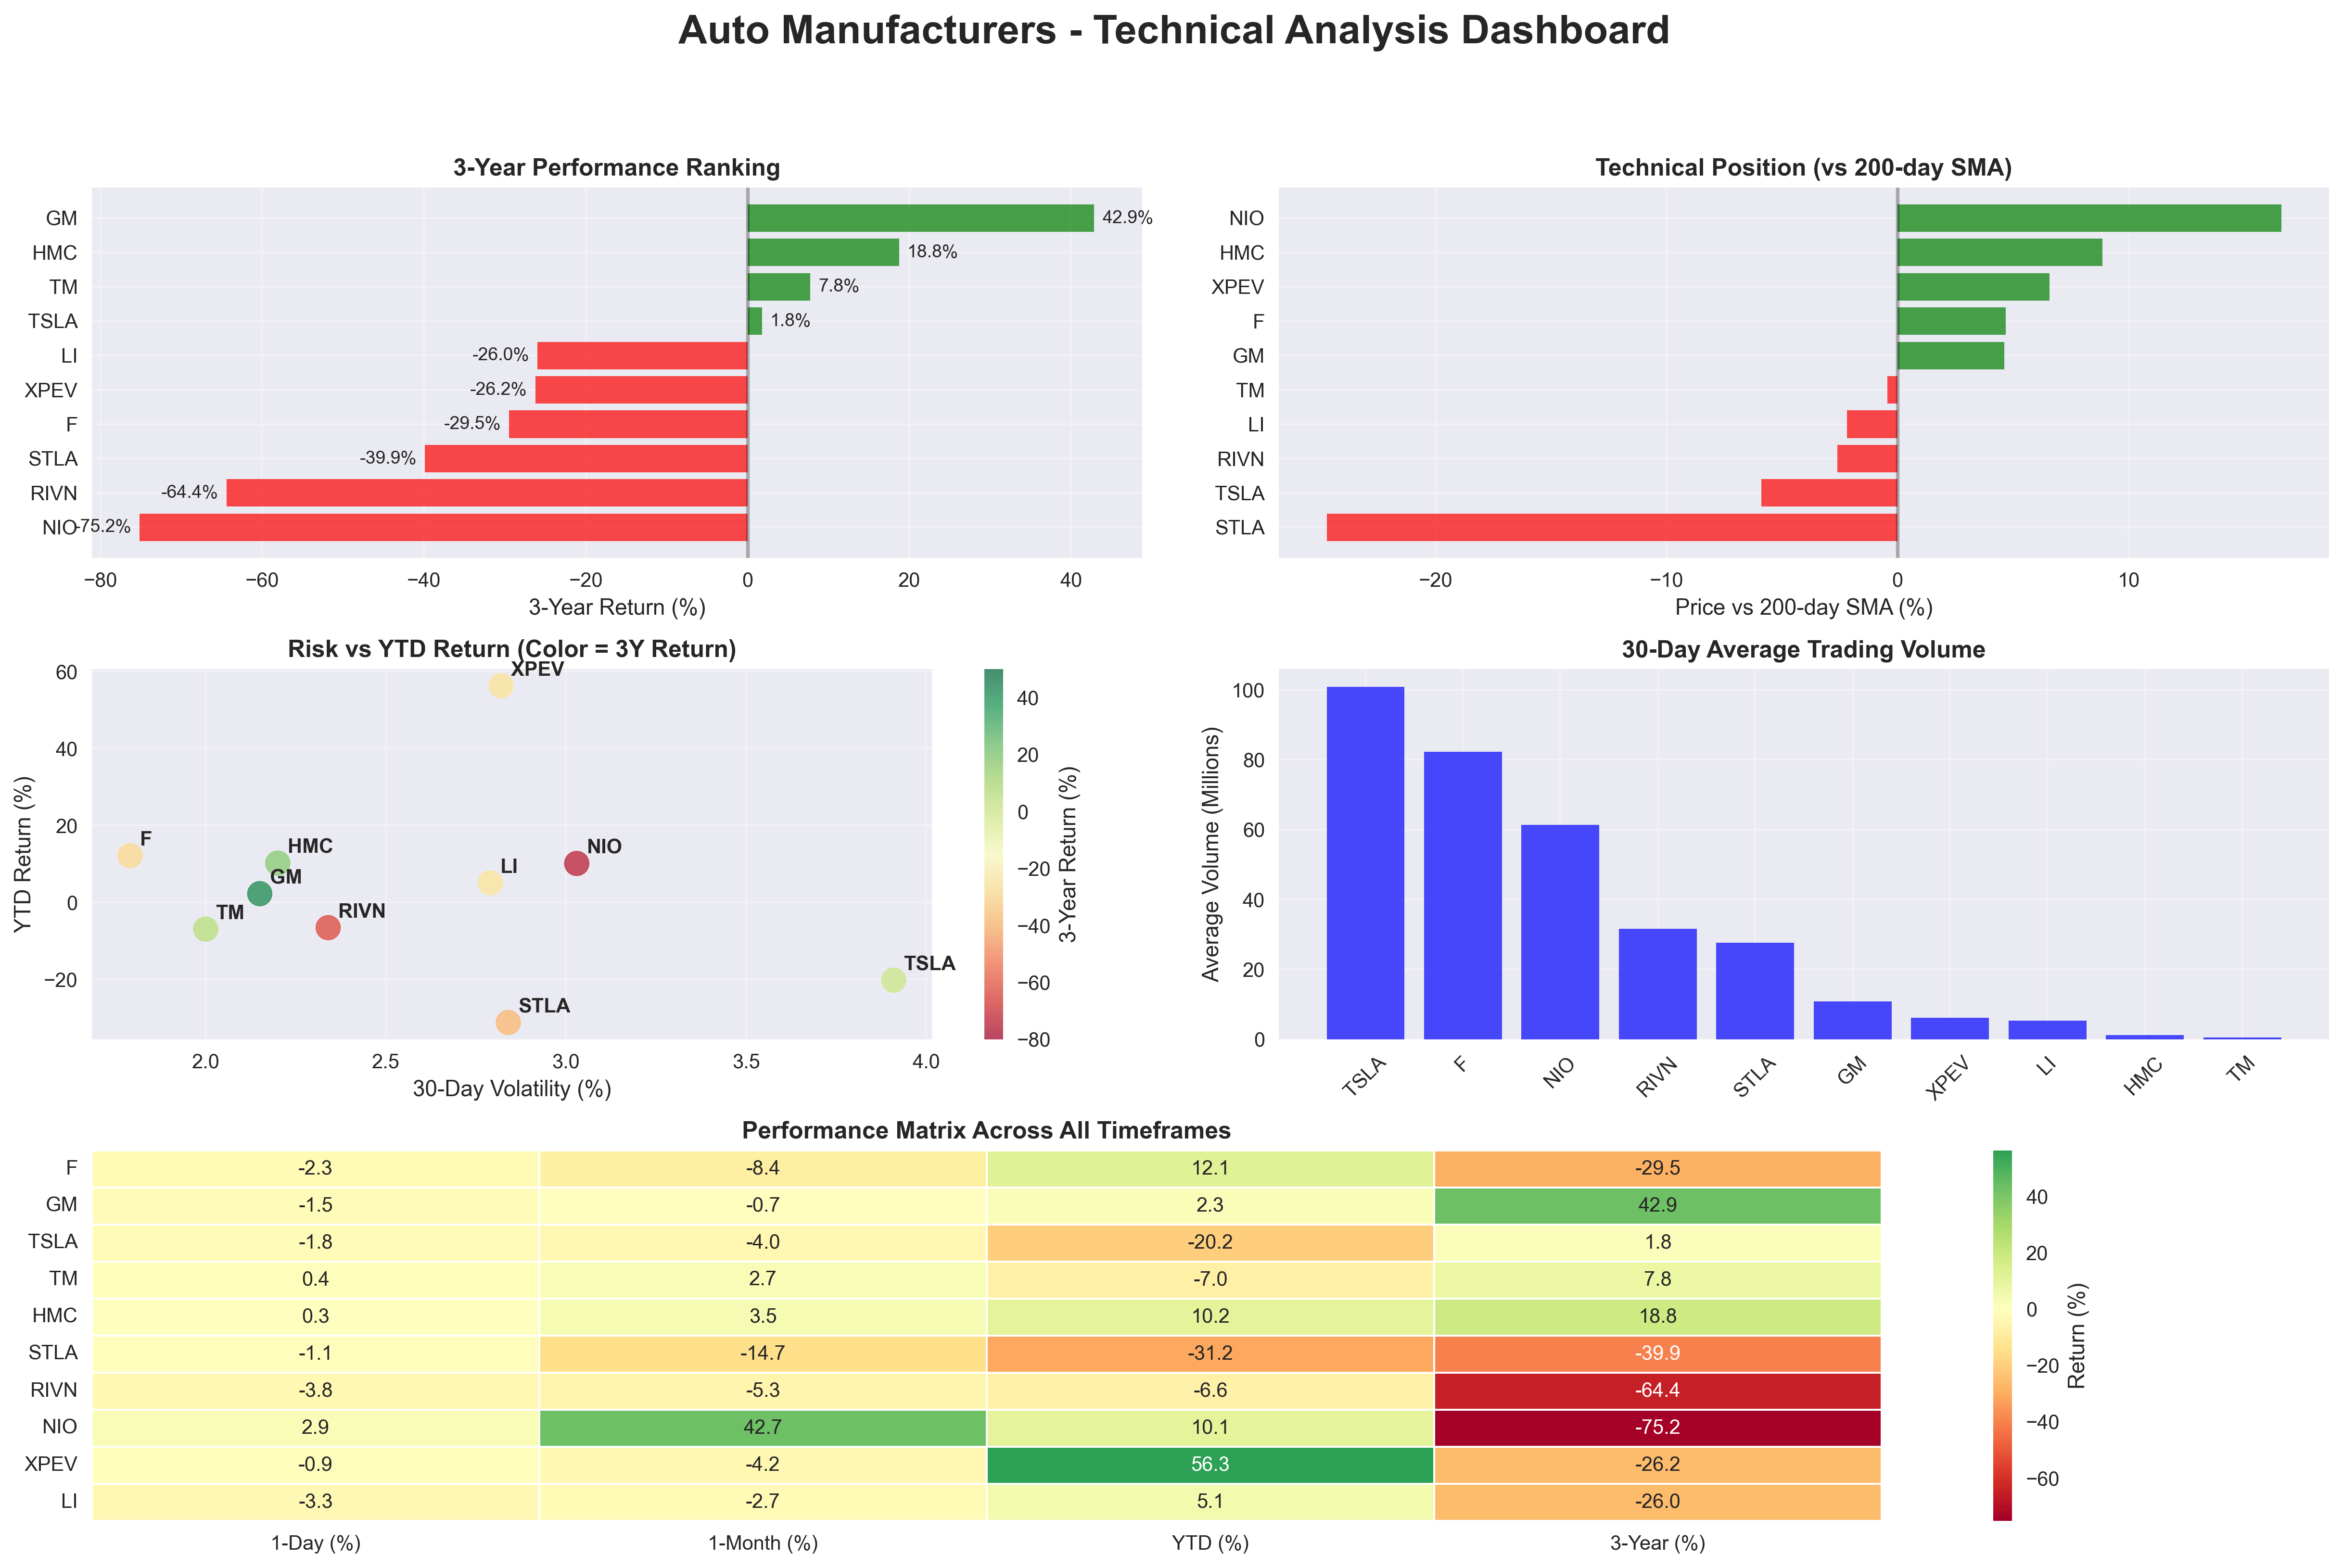 Auto Manufacturers - Technical Analysis Dashboard
3-Year Performance Ranking
GM
HMC
TM
TSLA
LI
XPEV
F
STLA
RIVN
NIO
42.9%
18.8%
7.8%
1.8%
-26.0%
-26.2%
-29.5%
-39.9%
-64.4%
-75.2%
−80 −60 −40 −20 0 20 40
3-Year Return (%)
Technical Position (vs 200-day SMA)
NIO
HMC
XPEV
F
GM
TM
LI
RIVN
TSLA
STLA
−20 −10 0 10
Price vs 200-day SMA (%)
Risk vs YTD Return (Color = 3Y Return)
YTD Return (%)
60
40
20
0
−20
XPEV
F
HMC
NIO
LI
GM
TM
RIVN
TSLA
STLA
2.0 2.5 3.0 3.5 4.0
30-Day Volatility (%)
40
20
0
−20
−40
−60
−80
3-Year Return (%)
30-Day Average Trading Volume
Average Volume (Millions)
100
80
60
40
20
0
TSLA F NIO RIVN STLA GM XPEV LI HMC TM
Performance Matrix Across All Timeframes
F -2.3 -8.4 12.1 -29.5
GM -1.5 -0.7 2.3 42.9
TSLA -1.8 -4.0 -20.2 1.8
TM 0.4 2.7 -7.0 7.8
HMC 0.3 3.5 10.2 18.8
STLA -1.1 -14.7 -31.2 -39.9
RIVN -3.8 -5.3 -6.6 -64.4
NIO 2.9 42.7 10.1 -75.2
XPEV -0.9 -4.2 56.3 -26.2
LI -3.3 -2.7 5.1 -26.0
1-Day (%) 1-Month (%) YTD (%) 3-Year (%)
40
20
0
−20
−40
−60
Return (%)